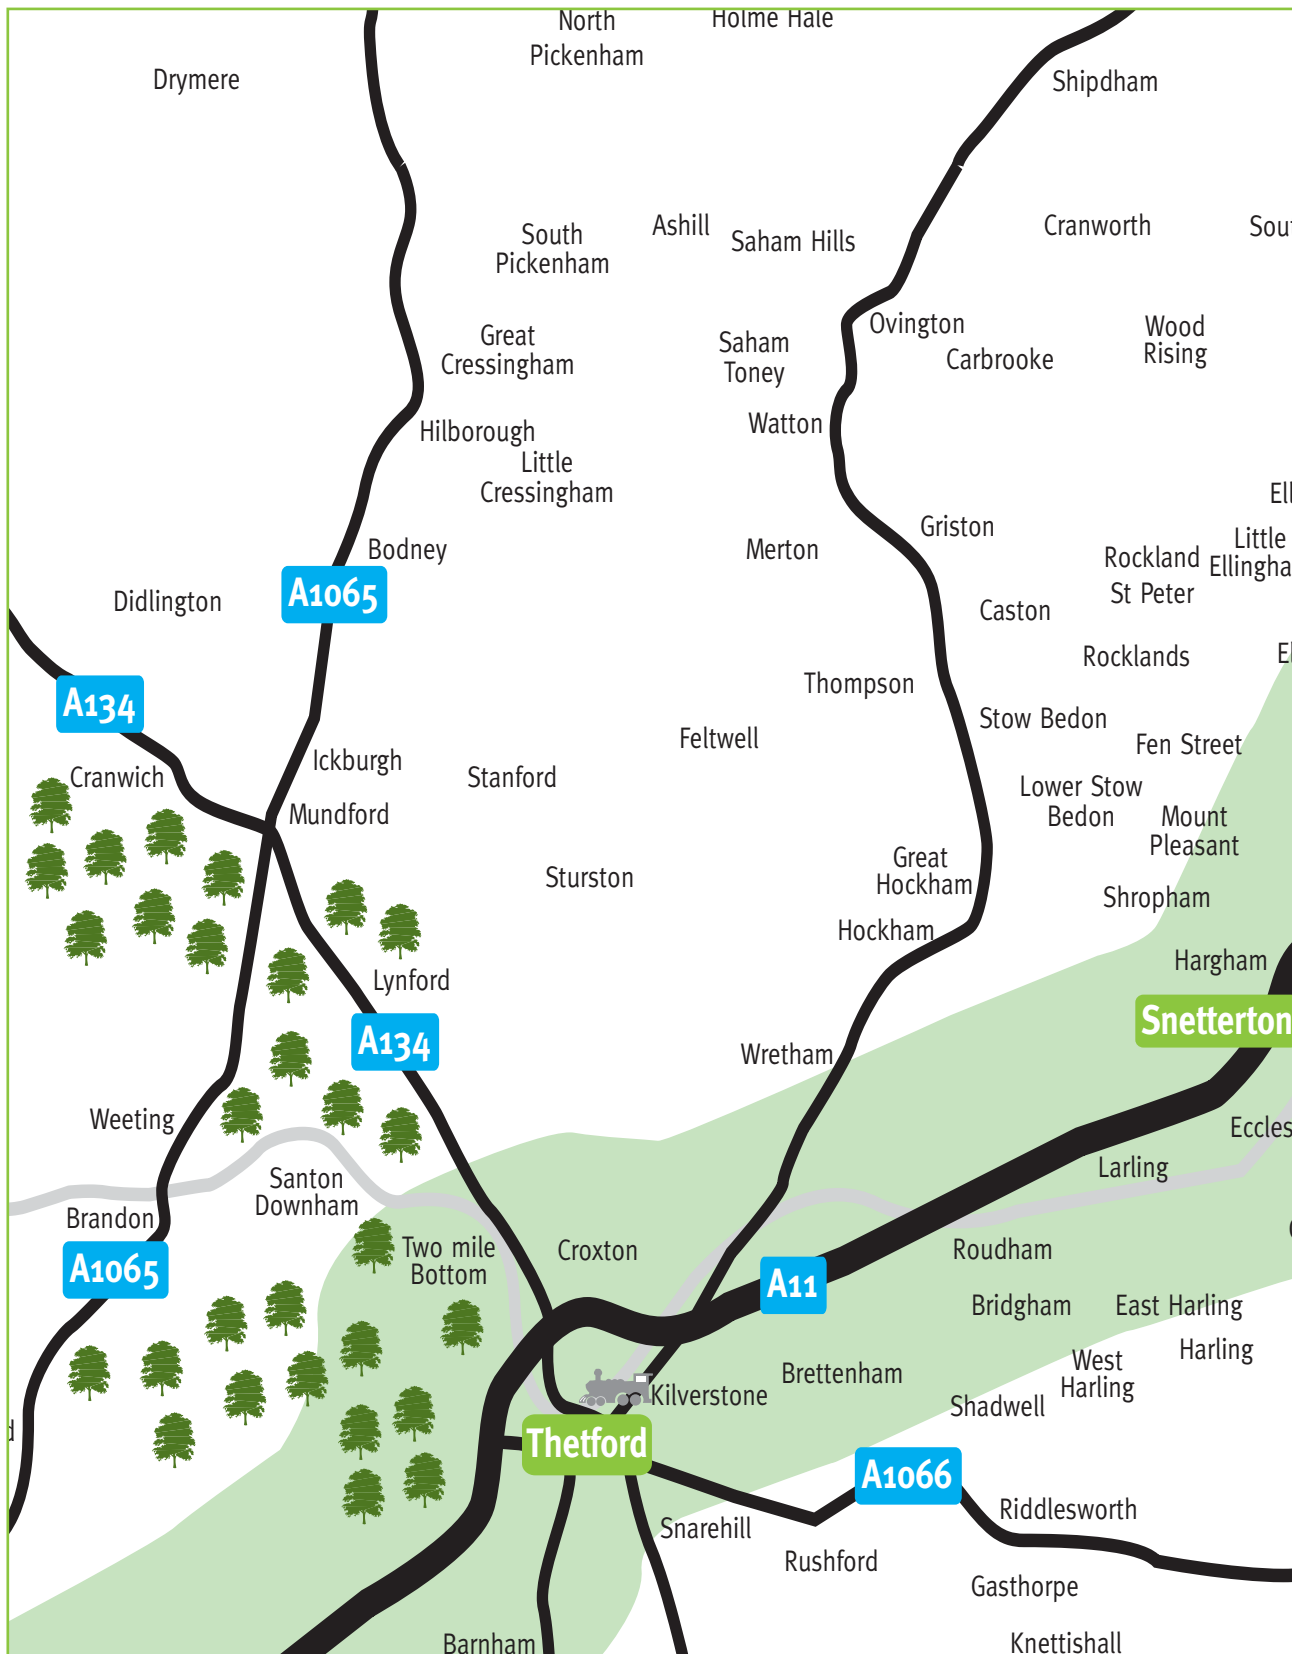 North
Pickenham
Holme Hale
Drymere
Shipdham
South
Pickenham
Ashill
Saham Hills
Cranworth
Great
Cressingham
Saham
Toney
Ovington
Carbrooke
Wood
Rising
Hilborough
Watton
Little
Cressingham
Bodney
Merton
Griston
Rockland
St Peter
Little
A1065
Didlington
Caston
Rocklands
A134
Thompson
Stow Bedon
Feltwell
Fen Street
Ickburgh
Cranwich
Stanford
Lower Stow
Bedon
Mount
Pleasant
Mundford
Sturston
Great
Hockham
Shropham
Hockham
Hargham
Lynford
Snetterton
A134
Wretham
Weeting
Eccles
Larling
Santon
Downham
Brandon
Two mile
Bottom
Croxton
Roudham
A1065
A11
Bridgham
East Harling
Harling
West
Harling
Brettenham
Kilverstone
Shadwell
Thetford
A1066
Riddlesworth
Snarehill
Rushford
Gasthorpe
Barnham
Knettishall